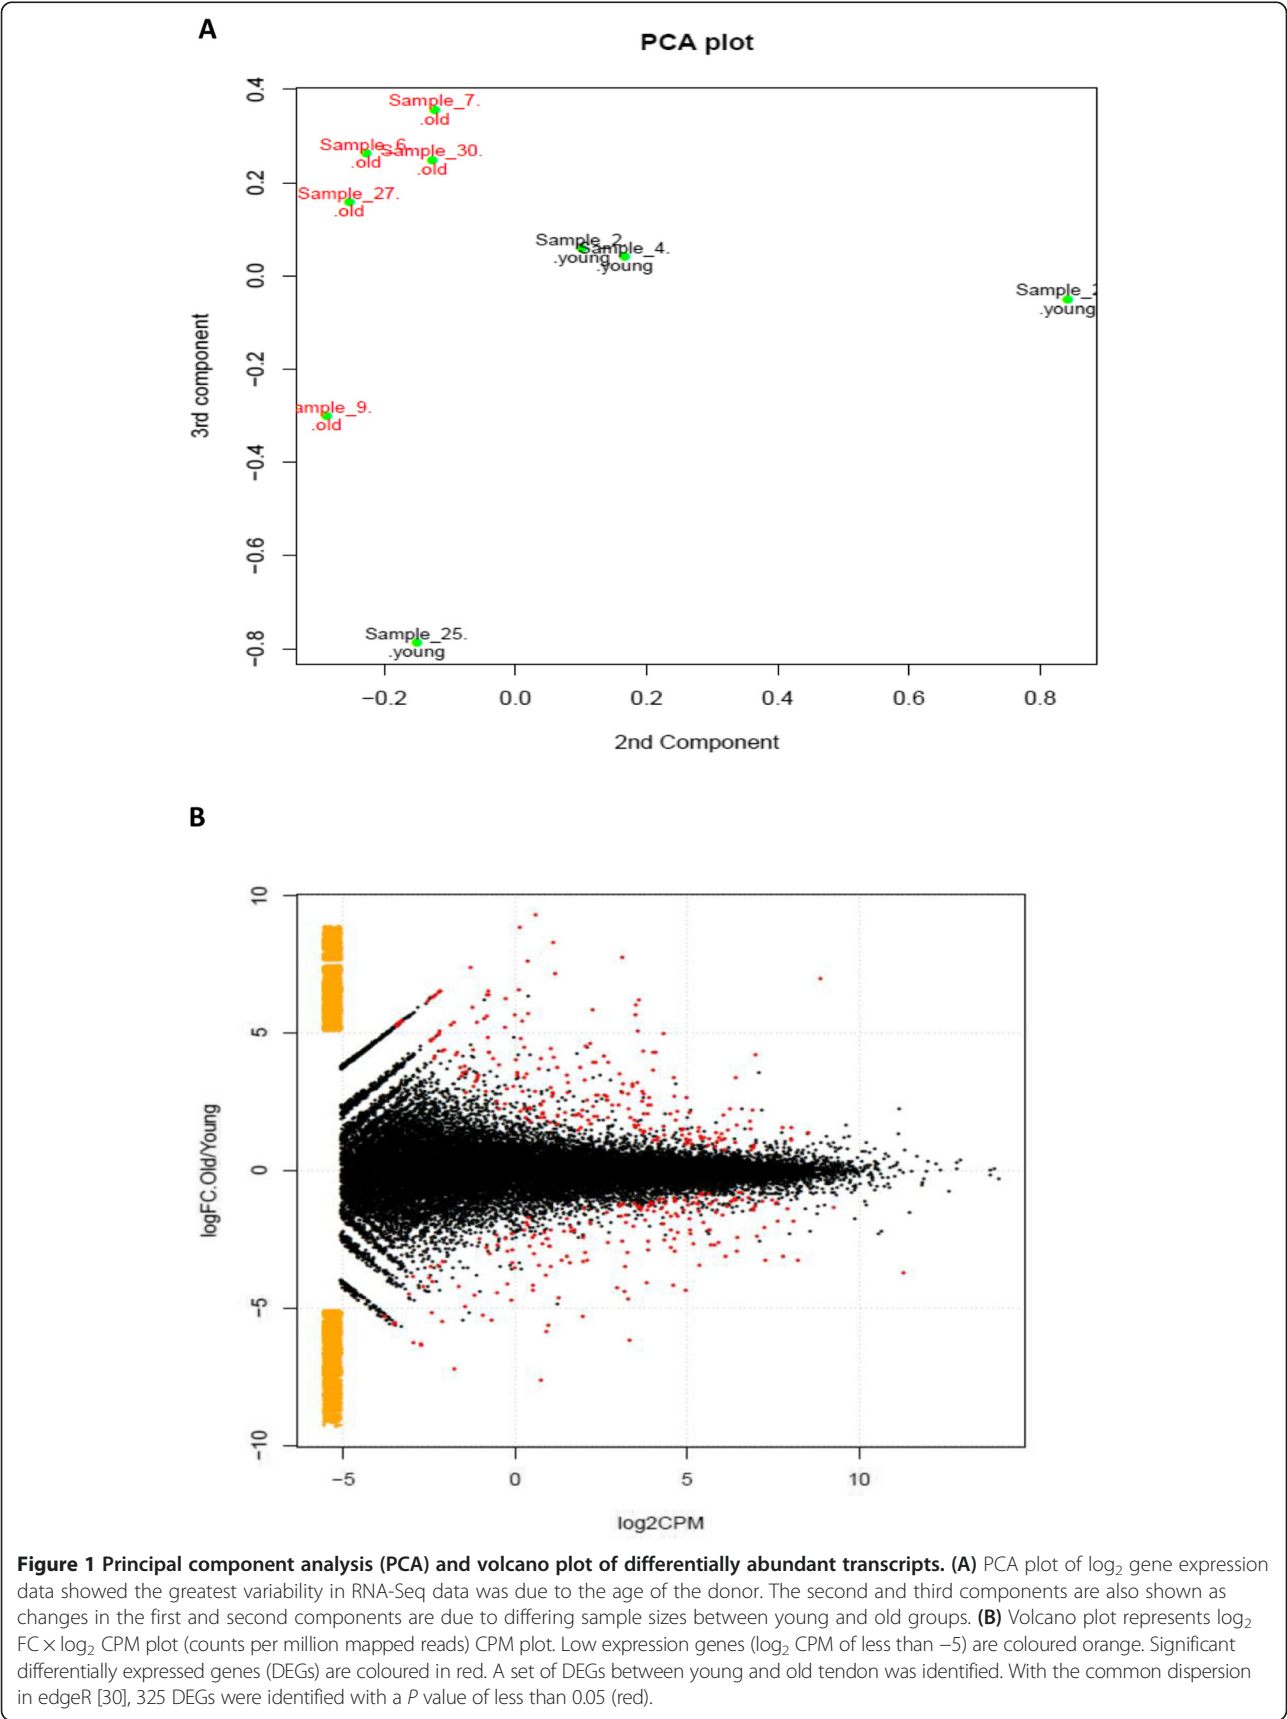 A
PCA plot
0.4
0.2
0.0
−0.2
−0.4
−0.6
−0.8
3rd component
Sample_7.
.old
Sample_6.
.old
Sample_30.
.old
Sample_27.
.old
Sample_2.
.young
Sample_4.
.young
.young
ample_9.
.old
Sample_25.
.young
−0.2
0.0
0.2
0.4
0.6
0.8
2nd Component
B
10
5
0
−5
−10
logFC.Old/Young
−5
0
5
10
log2CPM
Figure 1 Principal component analysis (PCA) and volcano plot of differentially abundant transcripts. (A) PCA plot of log2 gene expression
data showed the greatest variability in RNA-Seq data was due to the age of the donor. The second and third components are also shown as
changes in the first and second components are due to differing sample sizes between young and old groups. (B) Volcano plot represents log2
FC × log2 CPM plot (counts per million mapped reads) CPM plot. Low expression genes (log2 CPM of less than −5) are coloured orange. Significant
differentially expressed genes (DEGs) are coloured in red. A set of DEGs between young and old tendon was identified. With the common dispersion
in edgeR [30], 325 DEGs were identified with a P value of less than 0.05 (red).